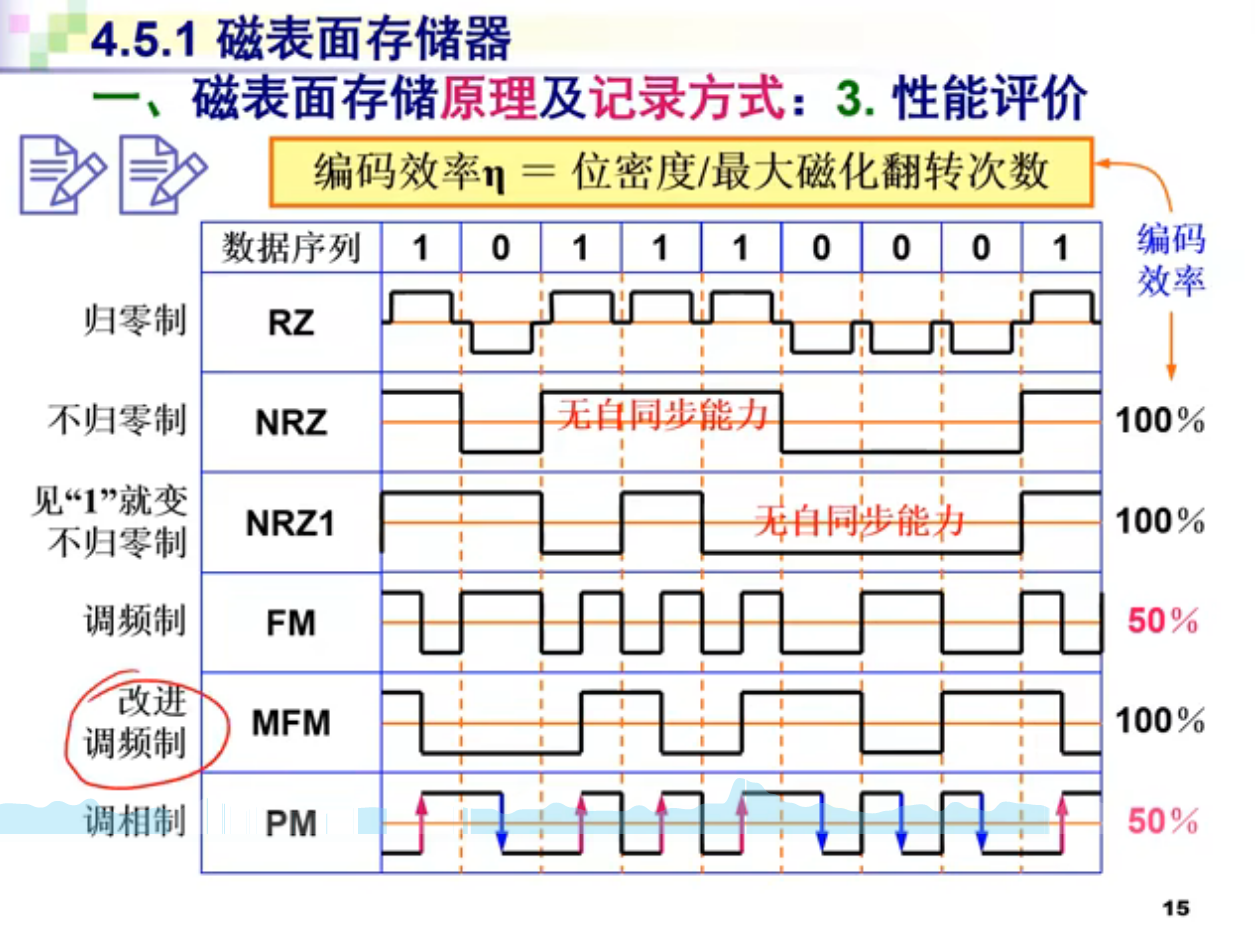 4.5.1 磁表面存储器
一、磁表面存储原理及记录方式：3. 性能评价
编码效率η ＝ 位密度/最大磁化翻转次数
编码
效率
数据序列 1 0 1 1 1 0 0 0 1
归零制 RZ
不归零制 NRZ 无自同步能力 100%
见“1”就变
不归零制 NRZ1 无自同步能力 100%
调频制 FM 50%
改进
调频制 MFM 100%
调相制 PM 50%
15